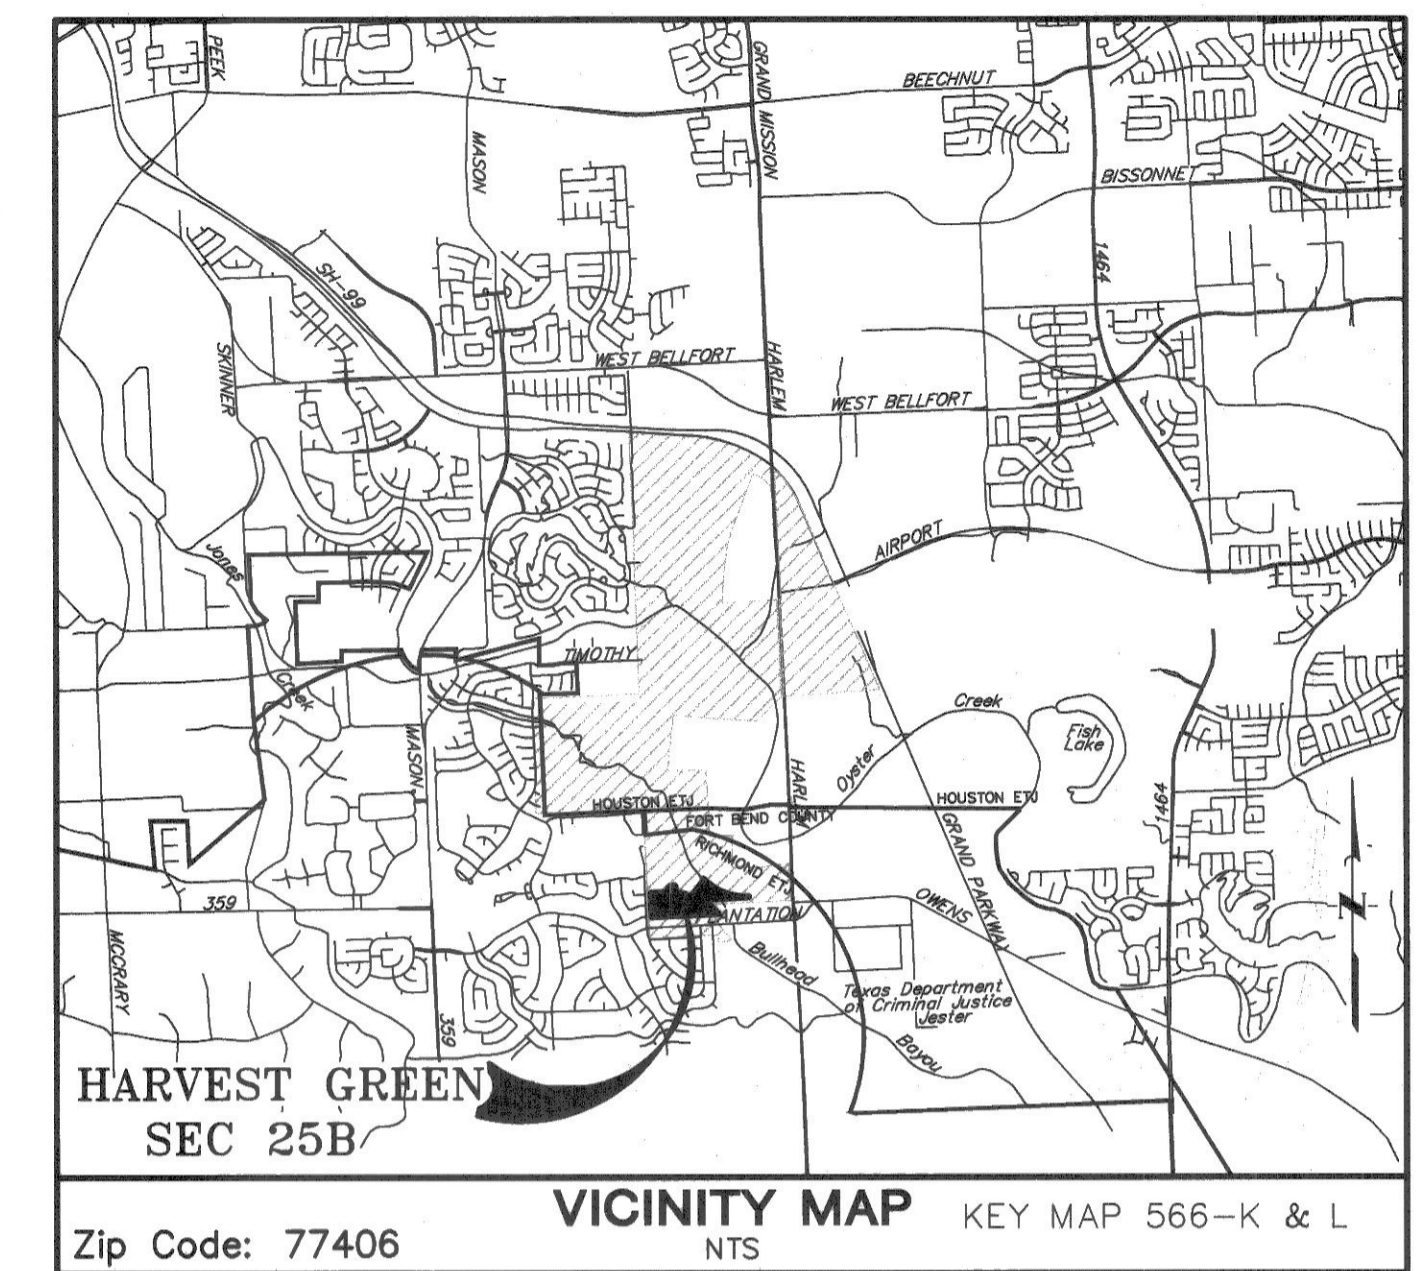 PEEK
GRAND MISSION
BEECHNUT
MASON
BISSONNET
1464
SH-99
SKINNER
WEST BELLFORT
HARLEM
WEST BELLFORT
AIRPORT
Jones
Creek
TIMOTHY
Creek
Fish
Lake
MASON
Oyster
HARLEM
HOUSTON ETJ
HOUSTON ETJ
FORT BEND COUNTY
1464
RICHMOND ETJ
GRAND PARKWAY
359
OWENS
PLANTATION
MCCRARY
Bullhead
Texas Department
of Criminal Justice
Jester
359
Bayou
N
HARVEST GREEN
SEC 25B
VICINITY MAP
KEY MAP 566-K & L
Zip Code: 77406
NTS